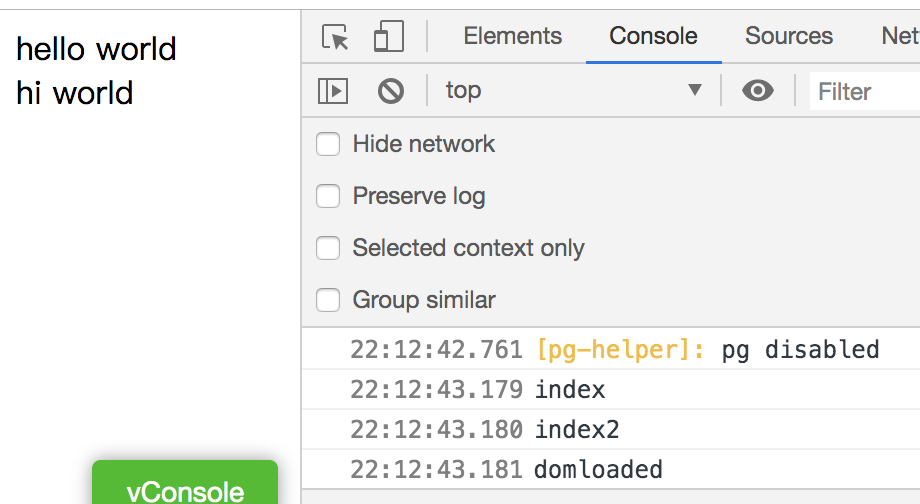 hello world
hi world
vConsole
Elements Console Sources Net
top Filter
Hide network
Preserve log
Selected context only
Group similar
22:12:42.761 [pg-helper]: pg disabled
22:12:43.179 index
22:12:43.180 index2
22:12:43.181 domloaded